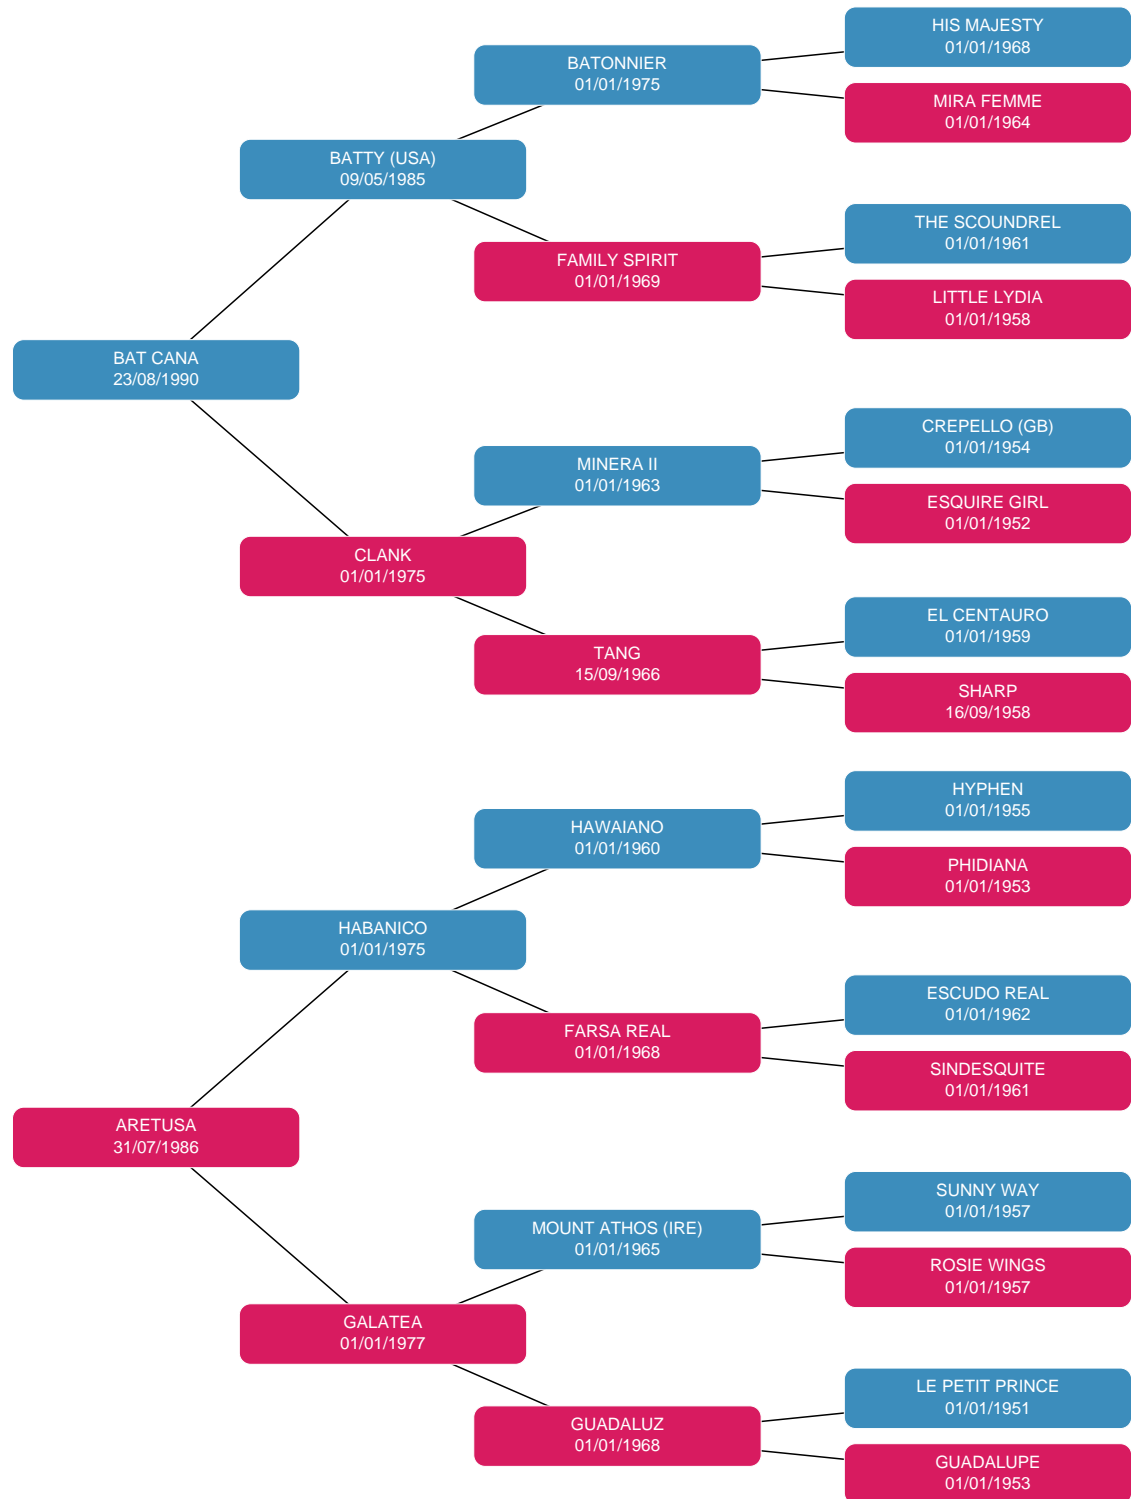 HIS MAJESTY
01/01/1968
BATONNIER
01/01/1975
MIRA FEMME
01/01/1964
BATTY (USA)
09/05/1985
THE SCOUNDREL
01/01/1961
FAMILY SPIRIT
01/01/1969
LITTLE LYDIA
01/01/1958
BAT CANA
23/08/1990
CREPELLO (GB)
01/01/1954
MINERA II
01/01/1963
ESQUIRE GIRL
01/01/1952
CLANK
01/01/1975
EL CENTAURO
01/01/1959
TANG
15/09/1966
SHARP
16/09/1958
HYPHEN
01/01/1955
HAWAIANO
01/01/1960
PHIDIANA
01/01/1953
HABANICO
01/01/1975
ESCUDO REAL
01/01/1962
FARSA REAL
01/01/1968
SINDESQUITE
01/01/1961
ARETUSA
31/07/1986
SUNNY WAY
01/01/1957
MOUNT ATHOS (IRE)
01/01/1965
ROSIE WINGS
01/01/1957
GALATEA
01/01/1977
LE PETIT PRINCE
01/01/1951
GUADALUZ
01/01/1968
GUADALUPE
01/01/1953